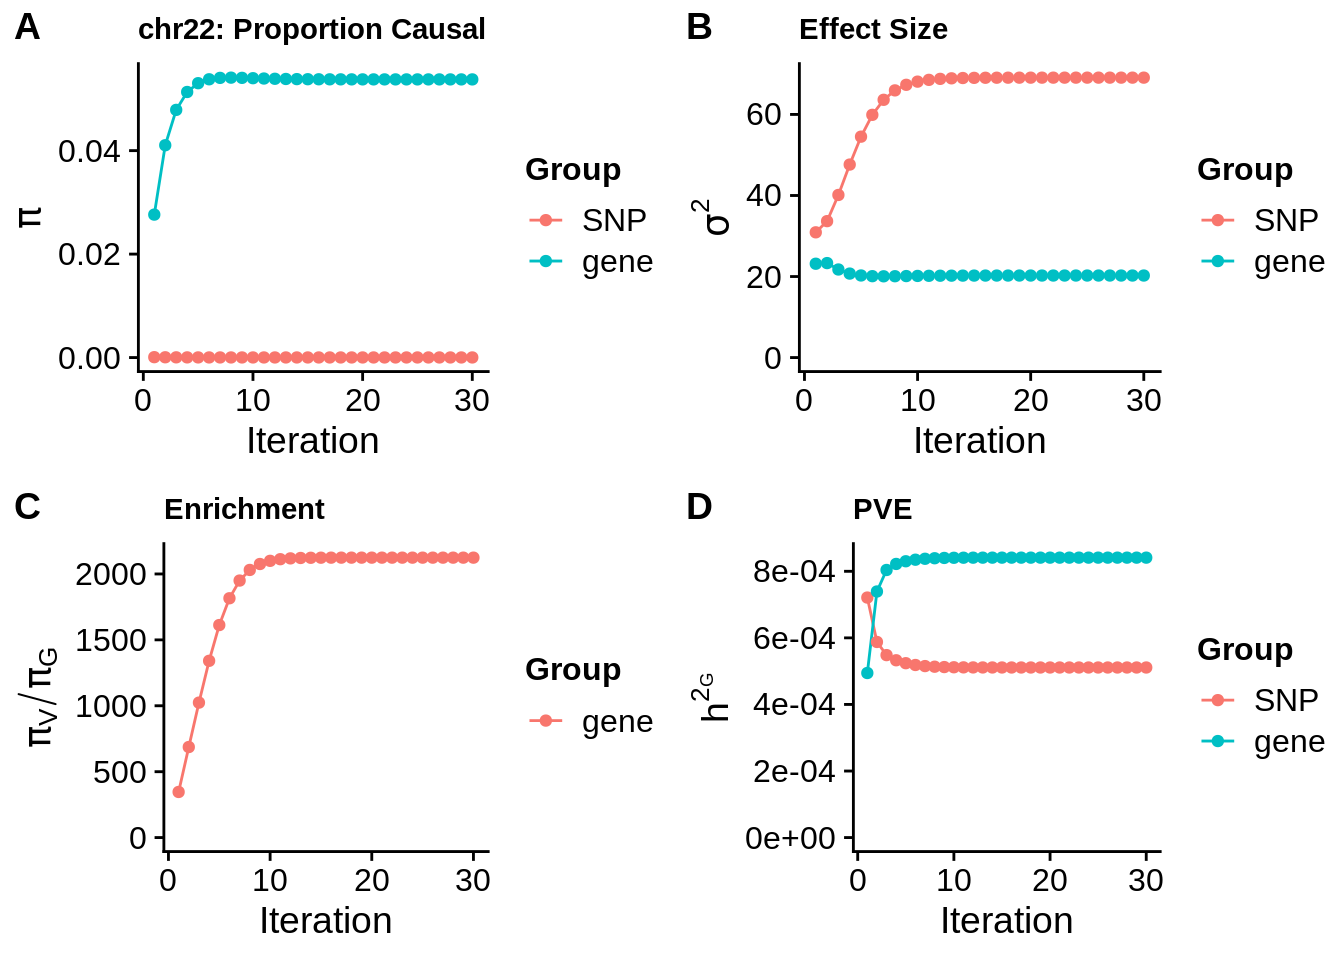 A
chr22: Proportion Causal
π
0.04
0.02
0.00
0 10 20 30
Iteration
Group
SNP
gene
B
Effect Size
σ²
60
40
20
0
0 10 20 30
Iteration
Group
SNP
gene
C
Enrichment
πV/πG
2000
1500
1000
500
0
0 10 20 30
Iteration
Group
gene
D
PVE
h²G
8e-04
6e-04
4e-04
2e-04
0e+00
0 10 20 30
Iteration
Group
SNP
gene